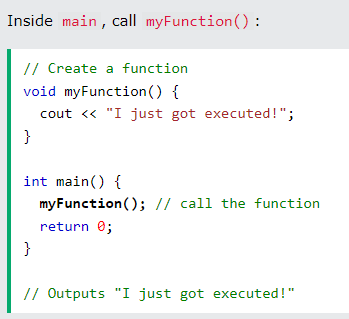 Inside main , call myFunction() :
// Create a function
void myFunction() {
  cout << "I just got executed!";
}

int main() {
  myFunction(); // call the function
  return 0;
}

// Outputs "I just got executed!"